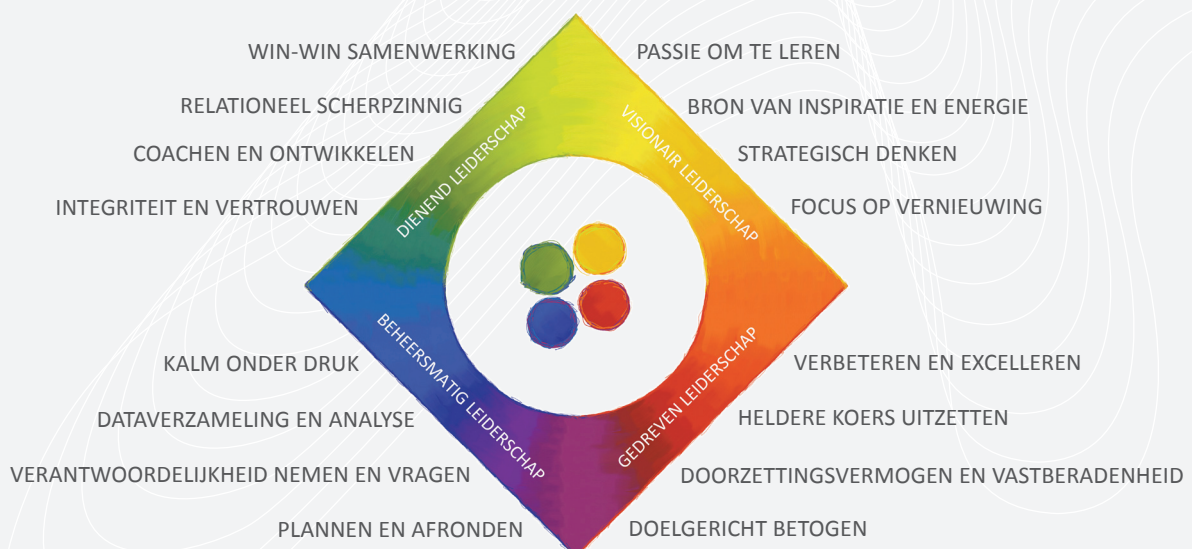 WIN-WIN SAMENWERKING
PASSIE OM TE LEREN
RELATIONEEL SCHERPZINNIG
BRON VAN INSPIRATIE EN ENERGIE
COACHEN EN ONTWIKKELEN
STRATEGISCH DENKEN
INTEGRITEIT EN VERTROUWEN
FOCUS OP VERNIEUWING
DIENEND LEIDERSCHAP
VISIONAIR LEIDERSCHAP
BEHEERSMATIG LEIDERSCHAP
GEDREVEN LEIDERSCHAP
KALM ONDER DRUK
VERBETEREN EN EXCELLEREN
DATAVERZAMELING EN ANALYSE
HELDERE KOERS UITZETTEN
VERANTWOORDELIJKHEID NEMEN EN VRAGEN
DOORZETTINGSVERMOGEN EN VASTBERADENHEID
PLANNEN EN AFRONDEN
DOELGERICHT BETOGEN